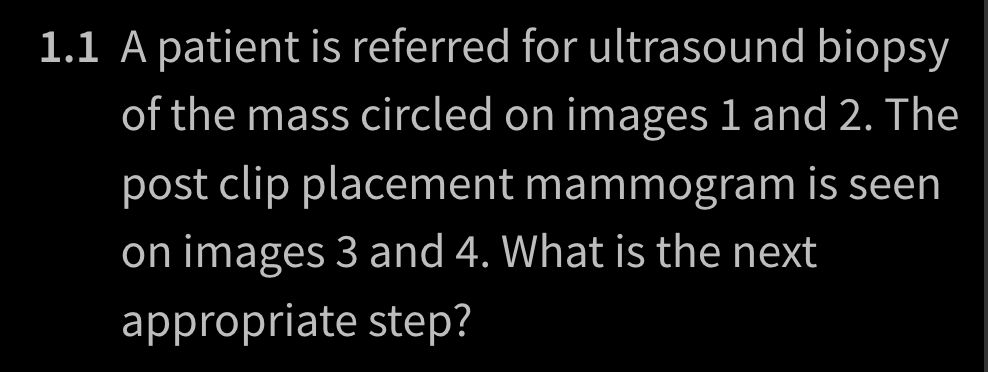 1.1 A patient is referred for ultrasound biopsy
of the mass circled on images 1 and 2. The
post clip placement mammogram is seen
on images 3 and 4. What is the next
appropriate step?